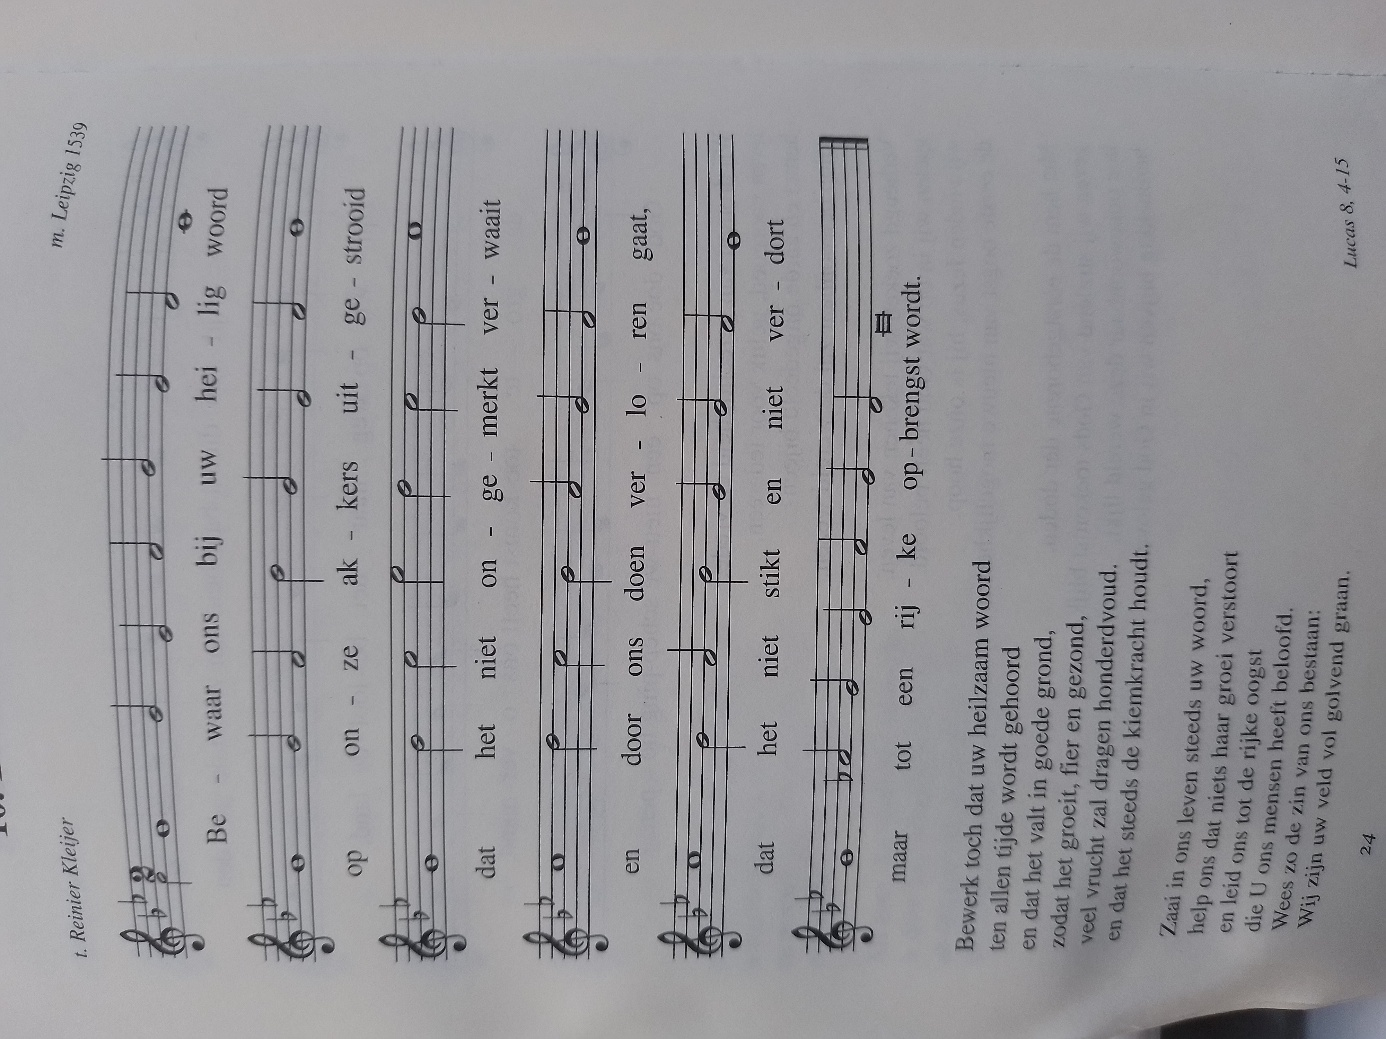 t. Reinier Kleijer
m. Leipzig 1539
Be - waar ons bij uw hei - lig woord
op on - ze ak - kers uit - ge - strooid
dat het niet on - ge - merkt ver - waait
en door ons doen ver - lo - ren gaat,
dat het niet stikt en niet ver - dort
maar tot een rij - ke op - brengst wordt.
Bewerk toch dat uw heilzaam woord
ten allen tijde wordt gehoord
en dat het valt in goede grond,
zodat het groeit, fier en gezond,
veel vrucht zal dragen honderdvoud.
en dat het steeds de kiemkracht houdt.
Zaai in ons leven steeds uw woord,
help ons dat niets haar groei verstoort
en leid ons tot de rijke oogst
die U ons mensen heeft beloofd.
Wees zo de zin van ons bestaan:
Wij zijn uw veld vol golvend graan.
Lucas 8, 4-15
24